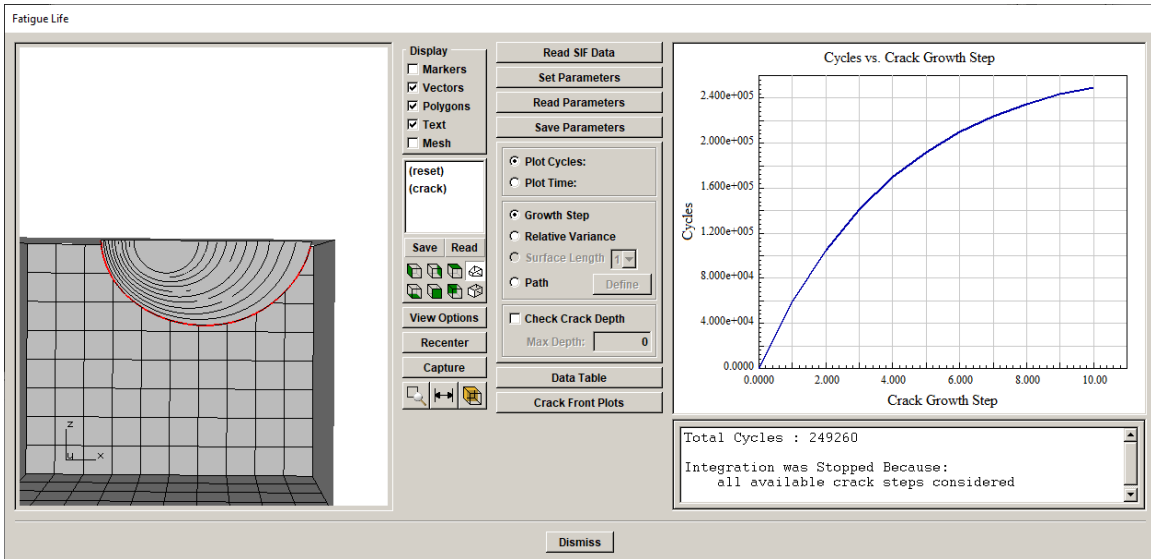 Fatigue Life
Display
Markers
Vectors
Polygons
Text
Mesh
(reset)
(crack)
Save Read
View Options
Recenter
Capture
Read SIF Data
Set Parameters
Read Parameters
Save Parameters
Plot Cycles:
Plot Time:
Growth Step
Relative Variance
Surface Length 1
Path Define
Check Crack Depth
Max Depth: 0
Data Table
Crack Front Plots
Cycles vs. Crack Growth Step
2.400e+005
2.000e+005
1.600e+005
1.200e+005
8.000e+004
4.000e+004
0.0000
0.0000 2.000 4.000 6.000 8.000 10.00
Cycles
Crack Growth Step
Total Cycles : 249260
Integration was Stopped Because:
all available crack steps considered
z
y x
Dismiss